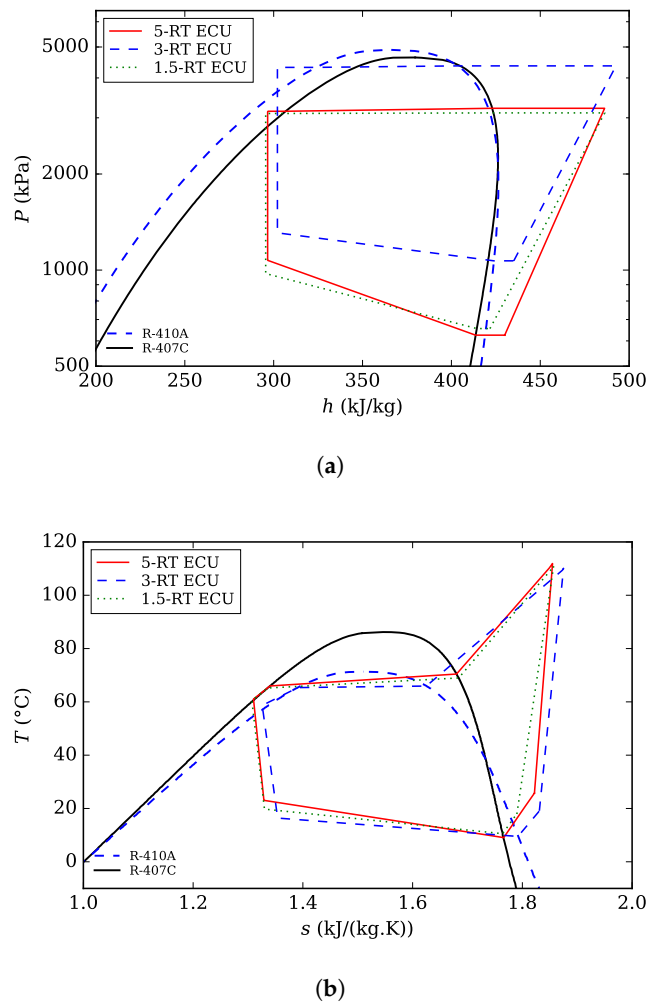 5-RT ECU
3-RT ECU
1.5-RT ECU
5000
2000
1000
500
P (kPa)
R-410A
R-407C
200 250 300 350 400 450 500
h (kJ/kg)
(a)
120
100
80
60
40
20
0
T (°C)
5-RT ECU
3-RT ECU
1.5-RT ECU
R-410A
R-407C
1.0 1.2 1.4 1.6 1.8 2.0
s (kJ/(kg.K))
(b)